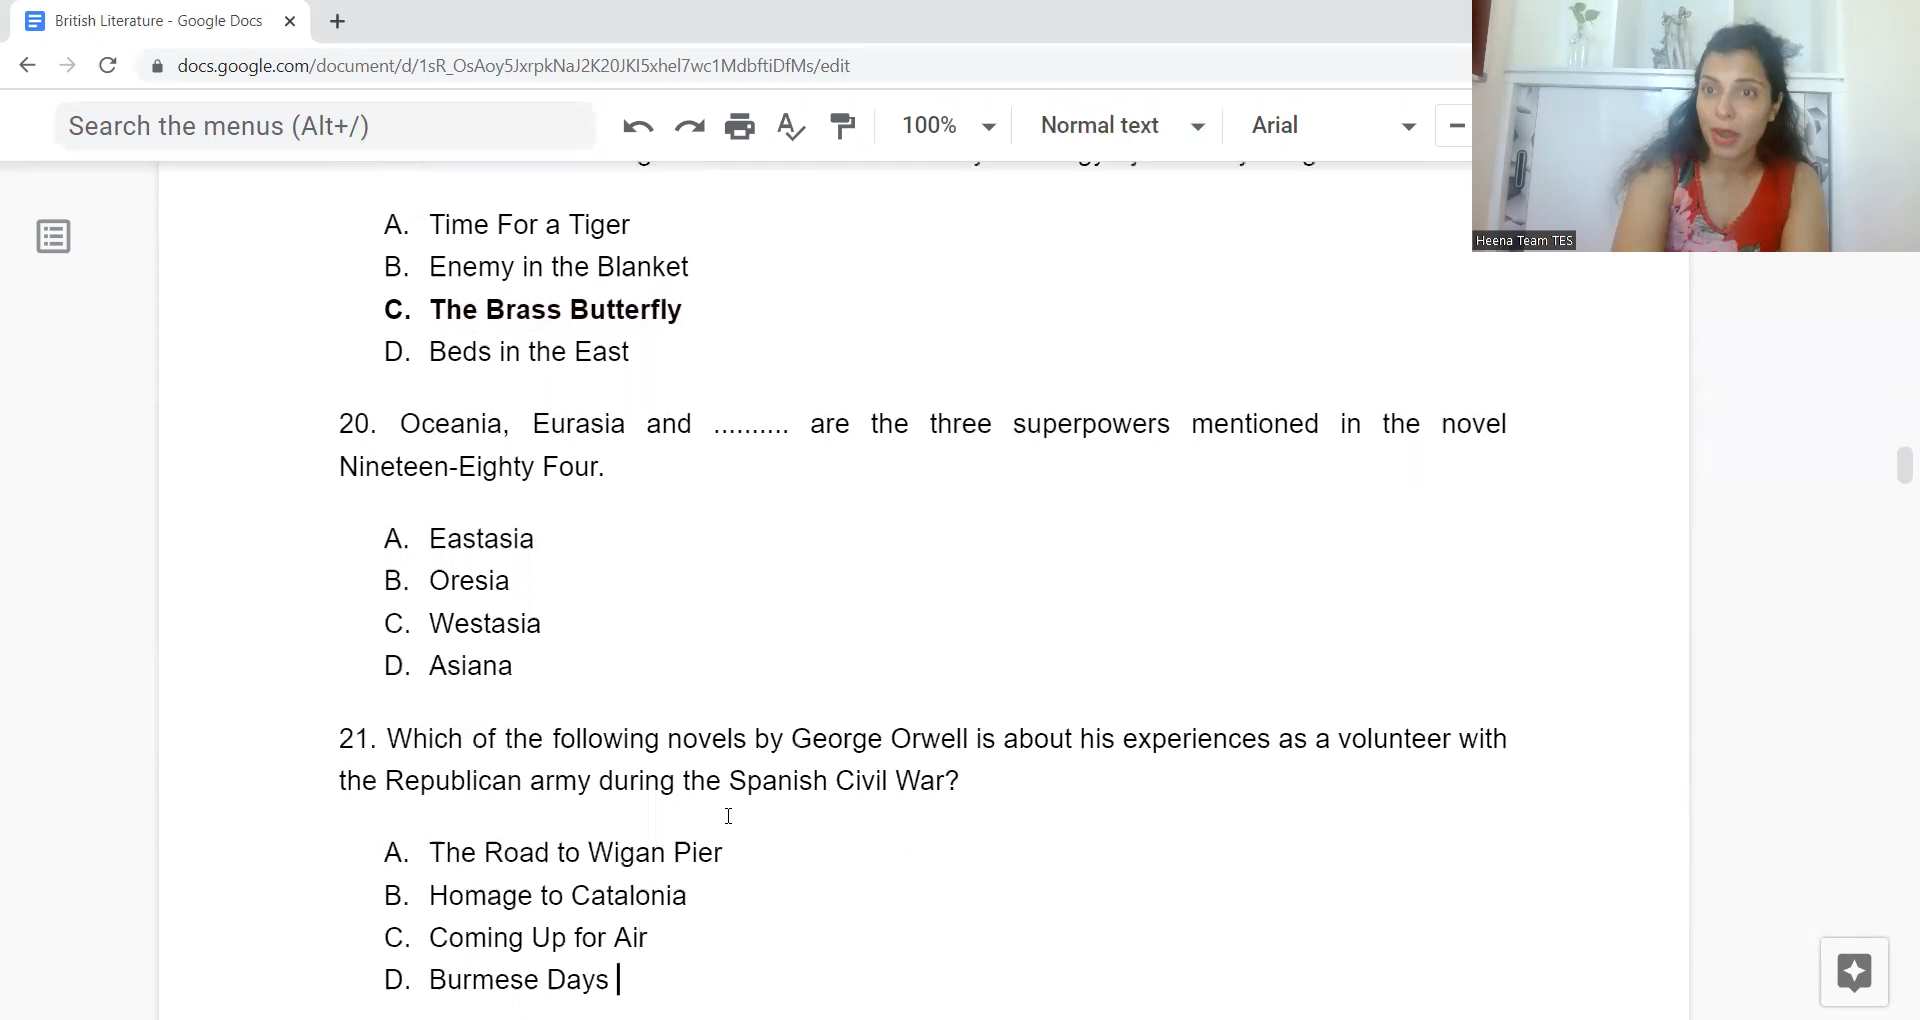 British Literature - Google Docs
docs.google.com/document/d/1sR_OsAoy5JxrpkNaJ2K20JKI5xhel7wc1MdbftiDfMs/edit
Search the menus (Alt+/)
100%
Normal text
Arial
Heena Team TES
A. Time For a Tiger
B. Enemy in the Blanket
C. The Brass Butterfly
D. Beds in the East
20. Oceania, Eurasia and .......... are the three superpowers mentioned in the novel
Nineteen-Eighty Four.
A. Eastasia
B. Oresia
C. Westasia
D. Asiana
21. Which of the following novels by George Orwell is about his experiences as a volunteer with
the Republican army during the Spanish Civil War?
A. The Road to Wigan Pier
B. Homage to Catalonia
C. Coming Up for Air
D. Burmese Days